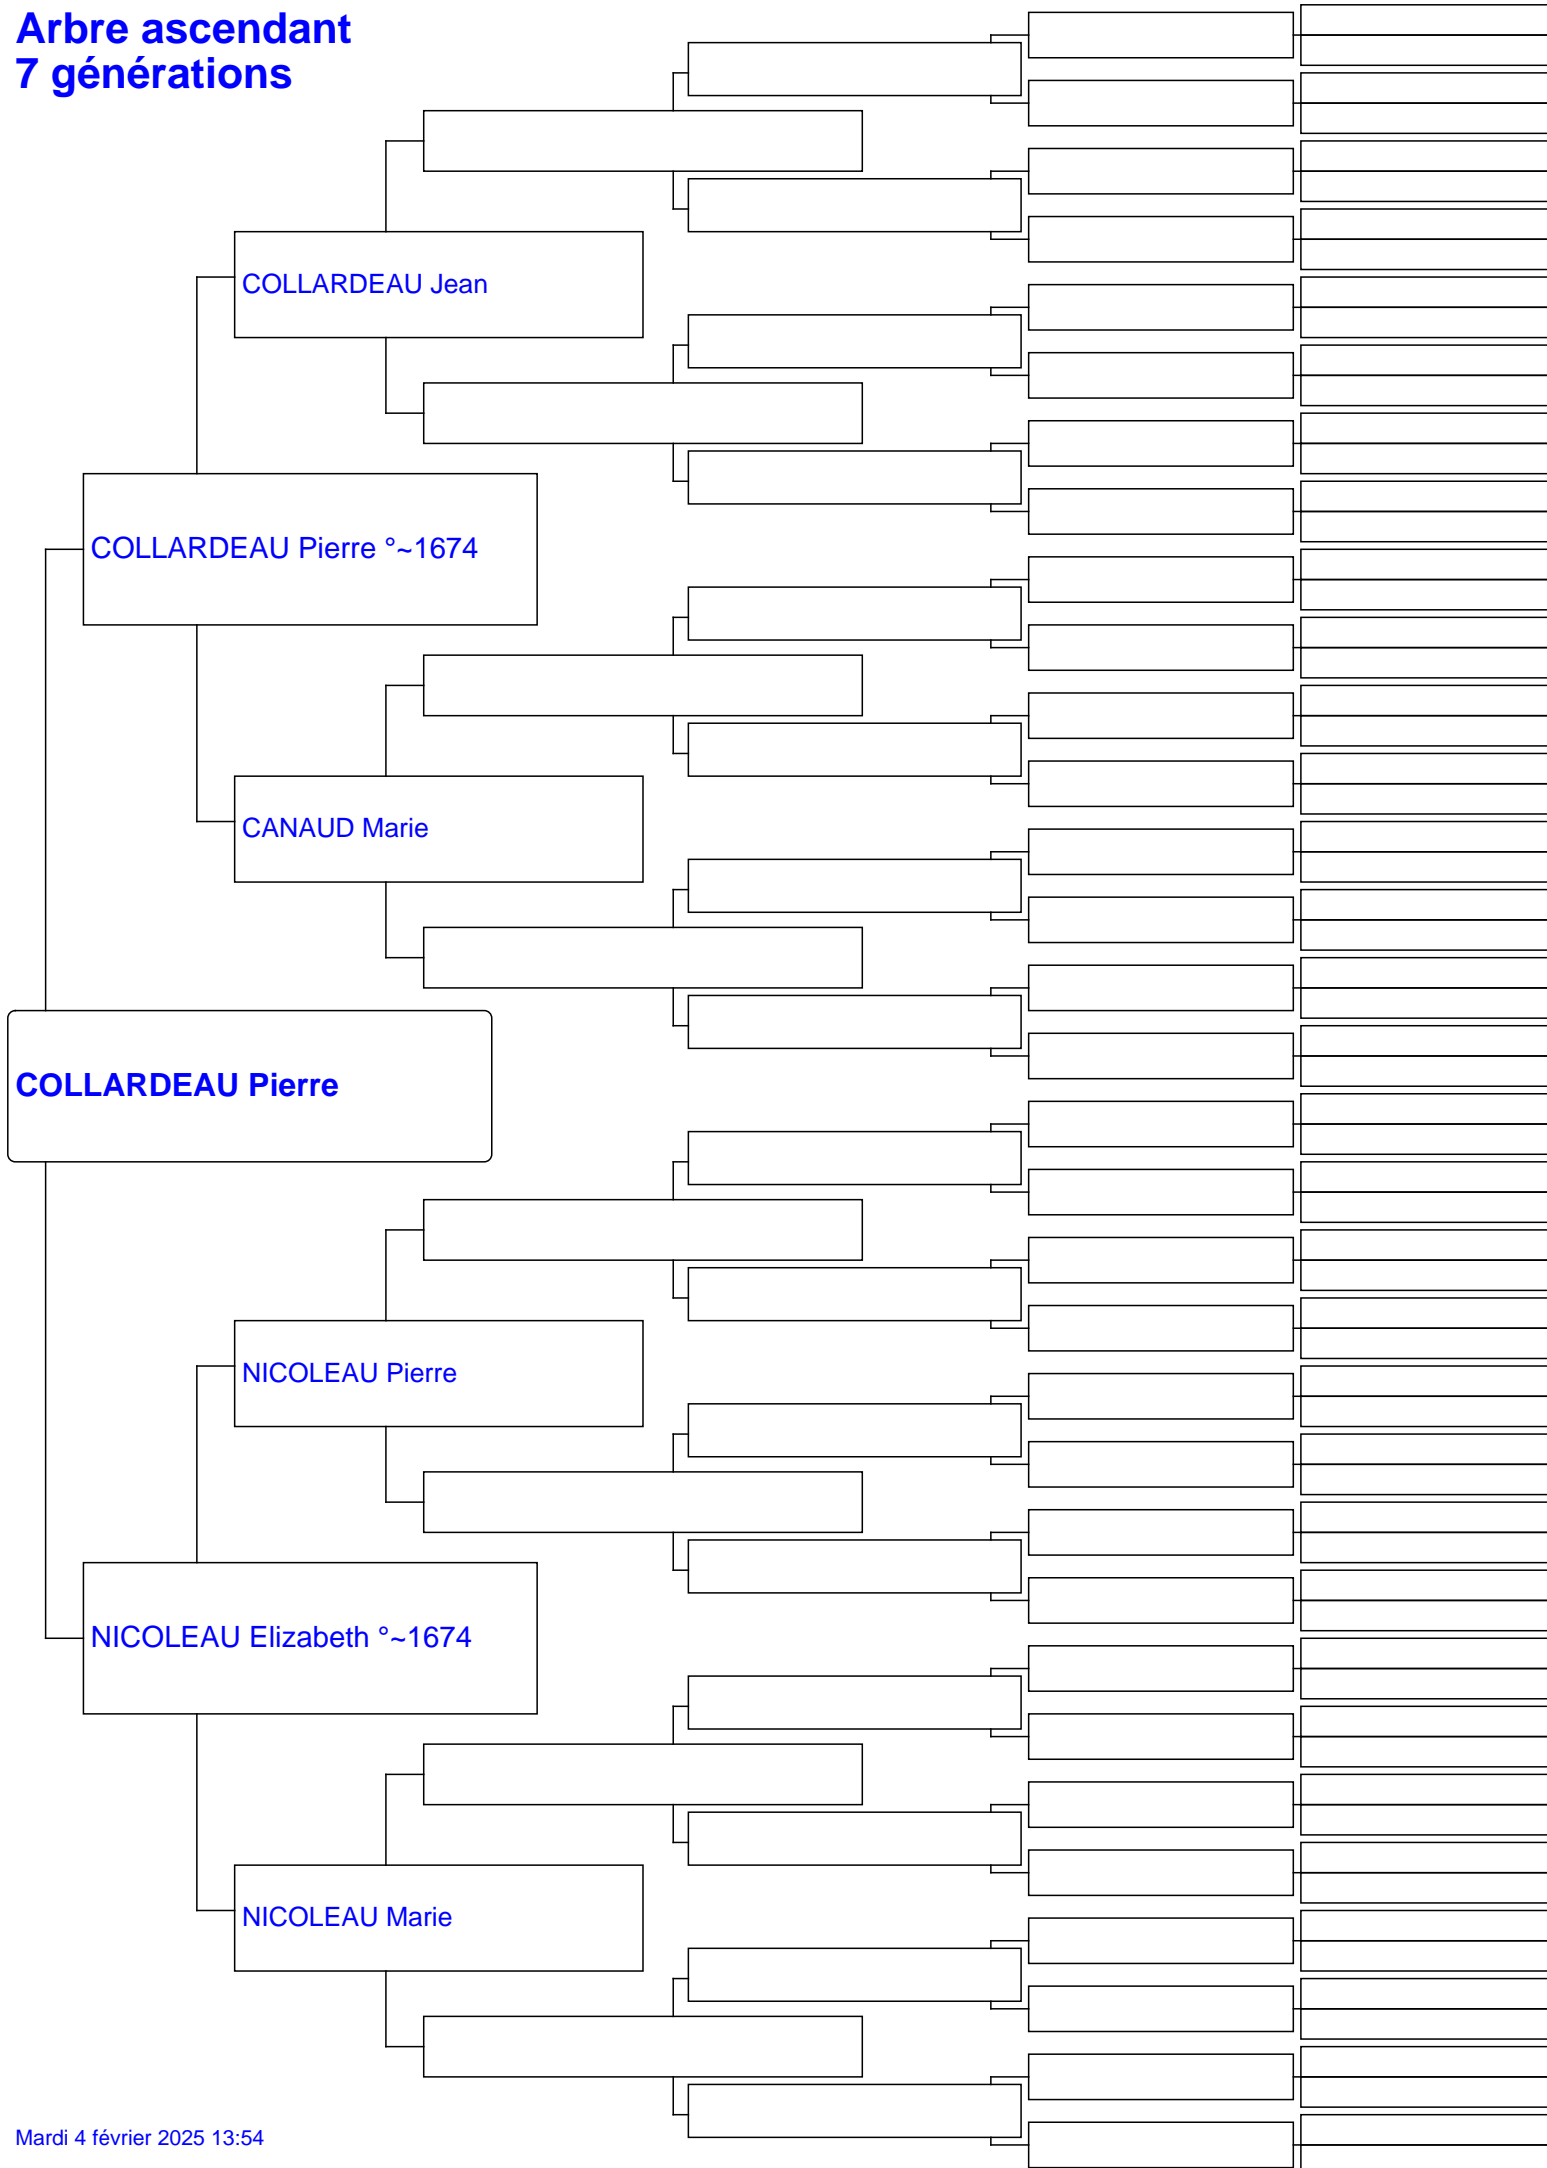 Arbre ascendant
7 générations
COLLARDEAU Jean
COLLARDEAU Pierre °~1674
CANAUD Marie
COLLARDEAU Pierre
NICOLEAU Pierre
NICOLEAU Elizabeth °~1674
NICOLEAU Marie
Mardi 4 février 2025 13:54